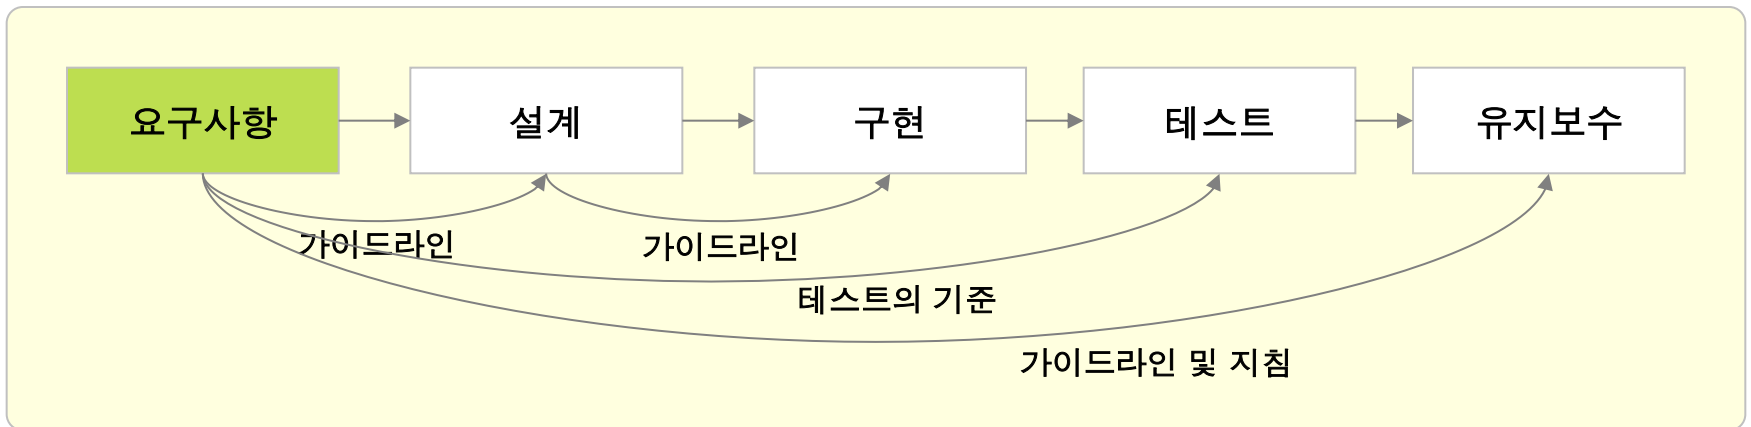 요구사항
설계
구현
테스트
유지보수
가이드라인
가이드라인
테스트의 기준
가이드라인 및 지침